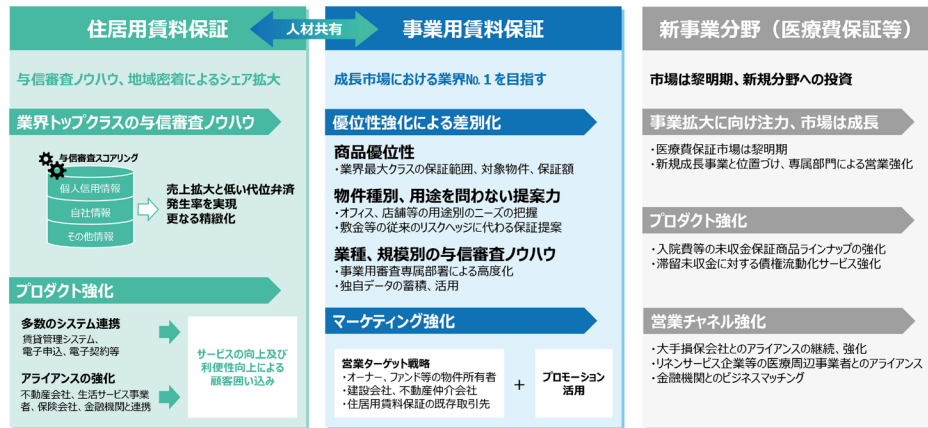 住居用賃料保証
人材共有
事業用賃料保証
新事業分野（医療費保証等）
与信審査ノウハウ、地域密着によるシェア拡大
業界トップクラスの与信審査ノウハウ
与信審査スコアリング
個人信用情報
自社情報
その他情報
売上拡大と低い代位弁済
発生率を実現
更なる精緻化
プロダクト強化
多数のシステム連携
賃貸管理システム、
電子申込、電子契約等
アライアンスの強化
不動産会社、生活サービス事業
者、保険会社、金融機関と連携
サービスの向上及び
利便性向上による
顧客囲い込み
成長市場における業界No.1を目指す
優位性強化による差別化
商品優位性
・業界最大クラスの保証範囲、対象物件、保証額
物件種別、用途を問わない提案力
・オフィス、店舗等の用途別のニーズの把握
・敷金等の従来のリスクヘッジに代わる保証提案
業種、規模別の与信審査ノウハウ
・事業用審査専属部署による高度化
・独自データの蓄積、活用
マーケティング強化
営業ターゲット戦略
・オーナー、ファンド等の物件所有者
・建設会社、不動産仲介会社
・住居用賃料保証の既存取引先
+
プロモーション
活用
市場は黎明期、新規分野への投資
事業拡大に向け注力、市場は成長
・医療費保証市場は黎明期
・新規成長事業と位置づけ、専属部門による営業強化
プロダクト強化
・入院費等の未収金保証商品ラインナップの強化
・滞留未収金に対する債権流動化サービス強化
営業チャネル強化
・大手損保会社とのアライアンスの継続、強化
・リネンサービス企業等の医療周辺事業者とのアライアンス
・金融機関とのビジネスマッチング